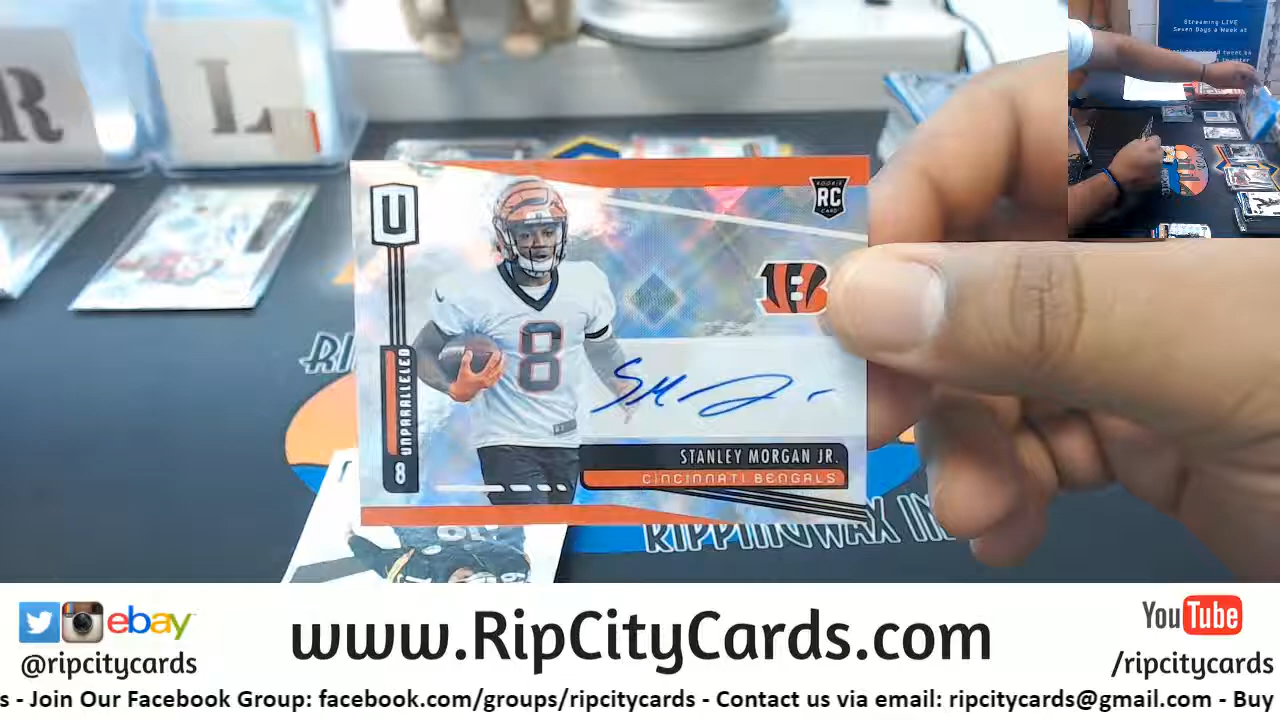 R
L
Streaming LIVE
Seven Days a Week at
U
ROOKIE
RC
CARD
B
8
UNPARALLELED
8
STANLEY MORGAN JR.
CINCINNATI BENGALS
RIPPINGWAX IN
ebay
@ripcitycards
www.RipCityCards.com
YouTube
/ripcitycards
s - Join Our Facebook Group: facebook.com/groups/ripcitycards - Contact us via email: ripcitycards@gmail.com - Buy